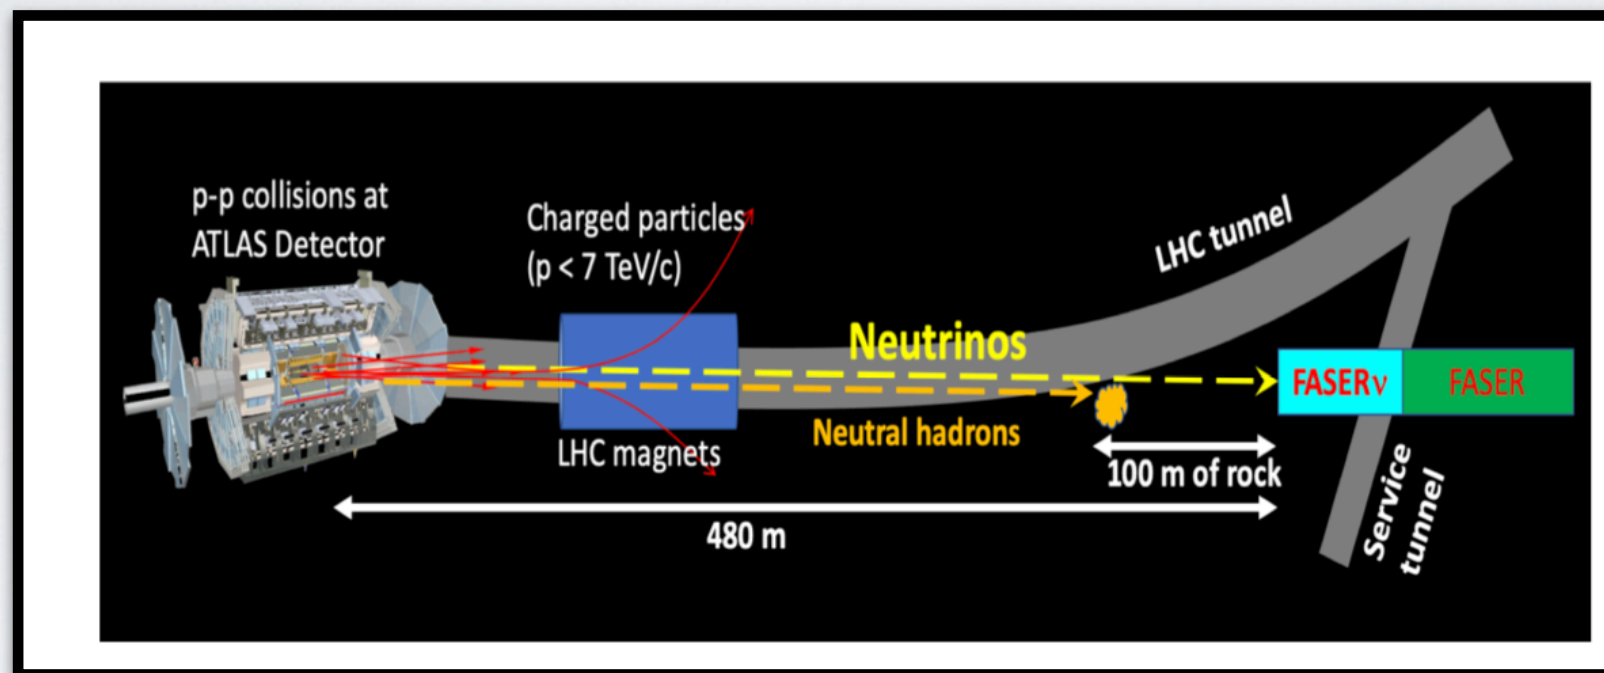 p-p collisions at
ATLAS Detector
Charged particles
(p < 7 TeV/c)
LHC tunnel
Neutrinos
FASERν
FASER
Neutral hadrons
LHC magnets
100 m of rock
480 m
Service
tunnel